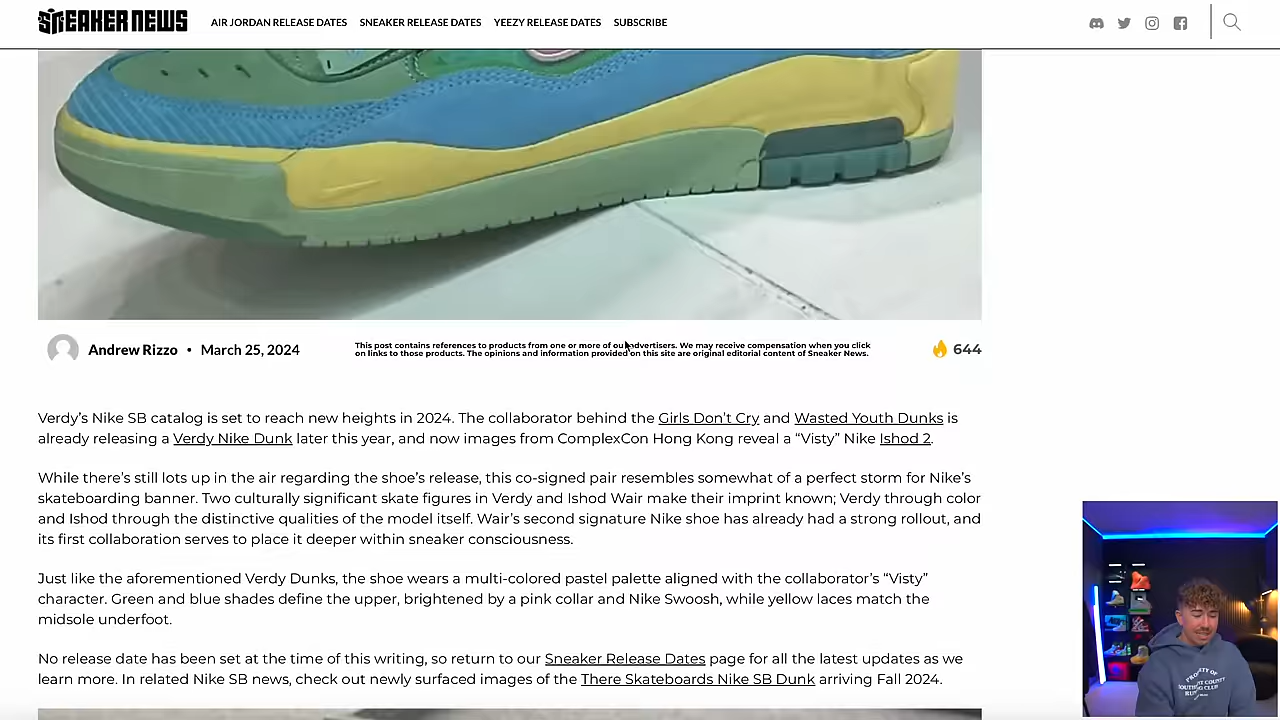 SNEAKER NEWS
AIR JORDAN RELEASE DATES SNEAKER RELEASE DATES YEEZY RELEASE DATES SUBSCRIBE
Andrew Rizzo • March 25, 2024
This post contains references to products from one or more of our advertisers. We may receive compensation when you click
on links to those products. The opinions and information provided on this site are original editorial content of Sneaker News.
644
Verdy’s Nike SB catalog is set to reach new heights in 2024. The collaborator behind the Girls Don’t Cry and Wasted Youth Dunks is
already releasing a Verdy Nike Dunk later this year, and now images from ComplexCon Hong Kong reveal a “Visty” Nike Ishod 2.
While there’s still lots up in the air regarding the shoe’s release, this co-signed pair resembles somewhat of a perfect storm for Nike’s
skateboarding banner. Two culturally significant skate figures in Verdy and Ishod Wair make their imprint known; Verdy through color
and Ishod through the distinctive qualities of the model itself. Wair’s second signature Nike shoe has already had a strong rollout, and
its first collaboration serves to place it deeper within sneaker consciousness.
Just like the aforementioned Verdy Dunks, the shoe wears a multi-colored pastel palette aligned with the collaborator’s “Visty”
character. Green and blue shades define the upper, brightened by a pink collar and Nike Swoosh, while yellow laces match the
midsole underfoot.
No release date has been set at the time of this writing, so return to our Sneaker Release Dates page for all the latest updates as we
learn more. In related Nike SB news, check out newly surfaced images of the There Skateboards Nike SB Dunk arriving Fall 2024.
PROPERTY OF